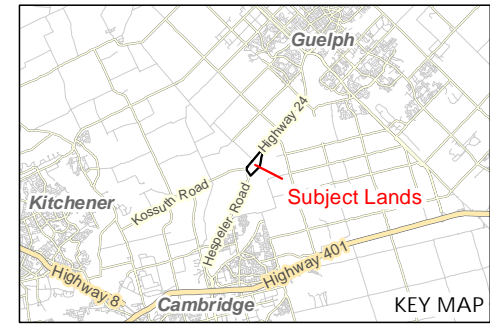 Guelph
Highway 24
Kossuth Road
Subject Lands
Kitchener
Hespeler Road
Highway 401
Highway 8
Cambridge
KEY MAP